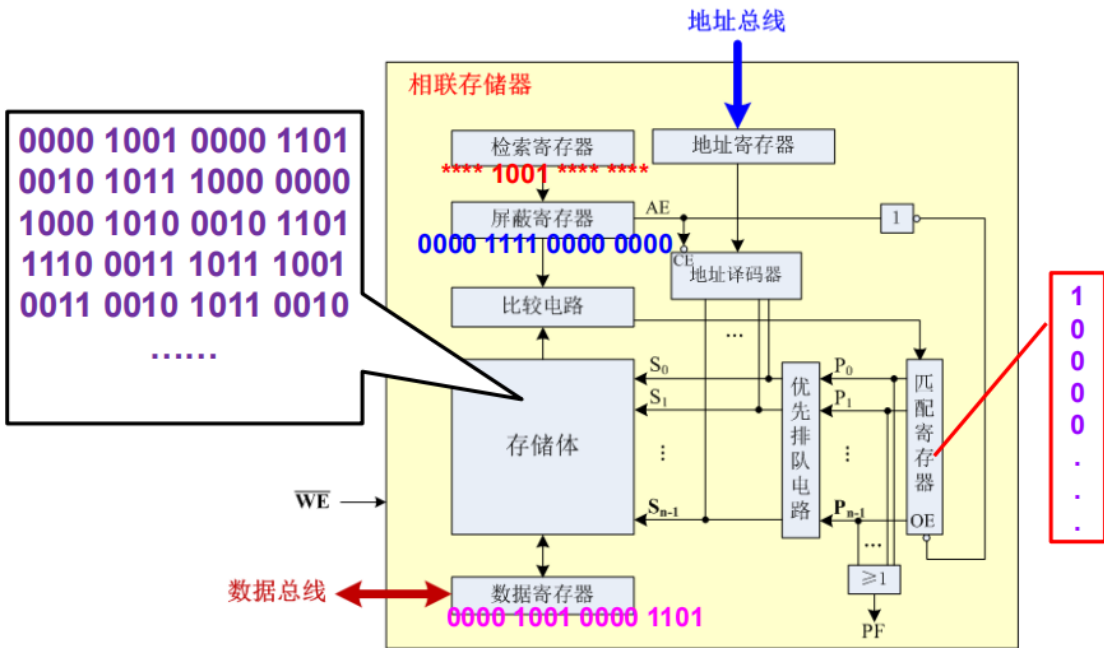 地址总线
相联存储器
0000 1001 0000 1101
0010 1011 1000 0000
1000 1010 0010 1101
1110 0011 1011 1001
0011 0010 1011 0010
......
检索寄存器
**** 1001 **** ****
地址寄存器
屏蔽寄存器
0000 1111 0000 0000
AE
1
CE
地址译码器
比较电路
...
存储体
S0
S1
...
Sn-1
优先排队电路
P0
P1
...
Pn-1
匹配寄存器
OE
1
0
0
0
0
.
.
.
WE
...
≥1
PF
数据总线
数据寄存器
0000 1001 0000 1101